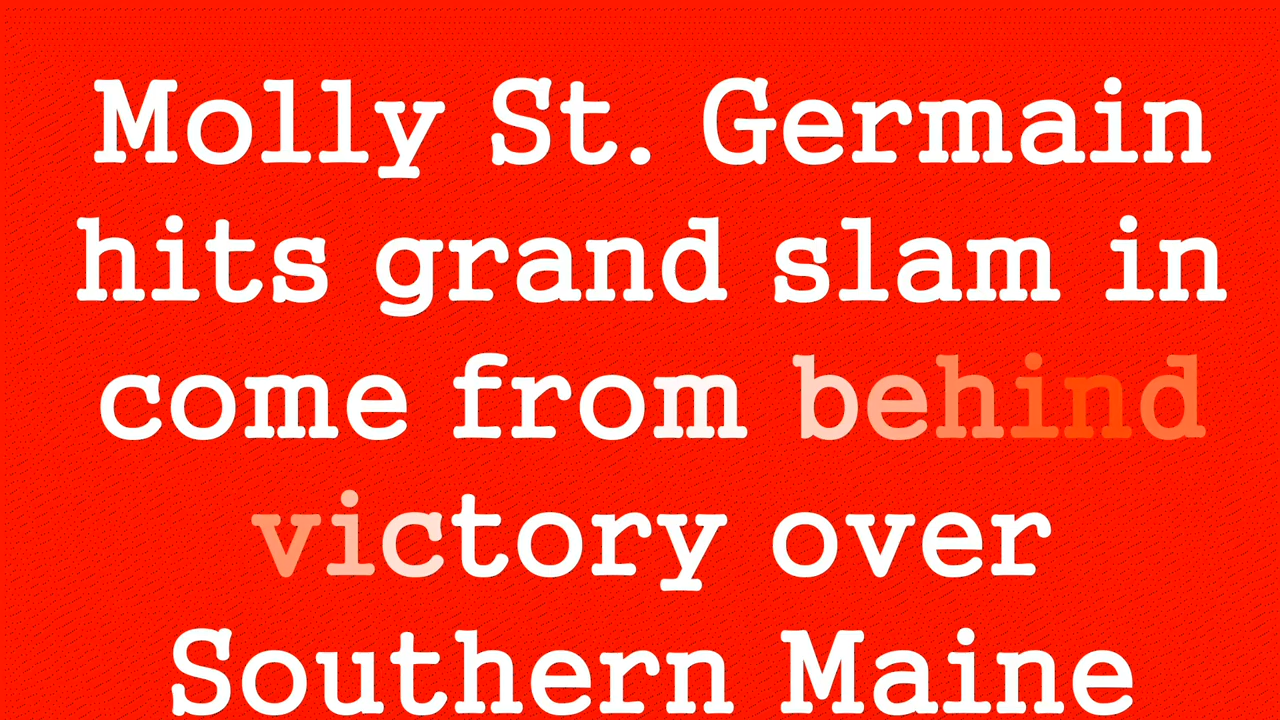 Molly St. Germain
hits grand slam in
come from behind
victory over
Southern Maine